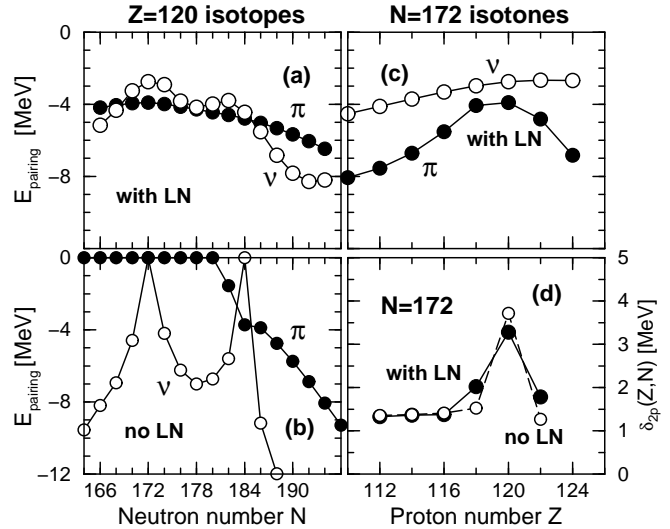 Z=120 isotopes
N=172 isotones
0
−4
−8
E_pairing [MeV]
(a)
π
ν
with LN
(c)
ν
with LN
π
0
−4
−8
−12
E_pairing [MeV]
ν
π
no LN
(b)
N=172
(d)
with LN
no LN
5
4
3
2
1
0
δ_2p(Z,N) [MeV]
166 172 178 184 190
Neutron number N
112 116 120 124
Proton number Z